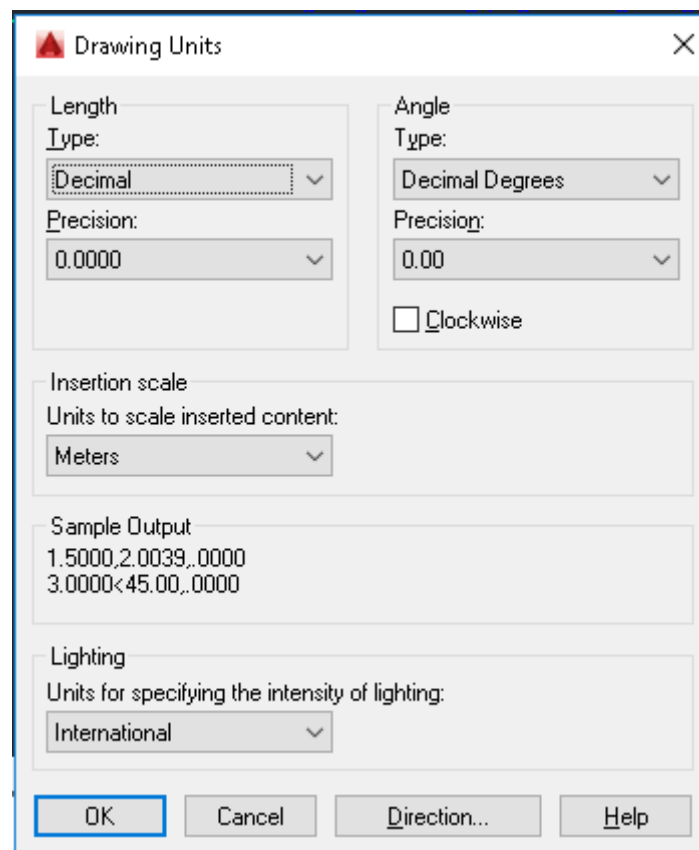 Drawing Units
Length
Type:
Decimal
Precision:
0.0000
Angle
Type:
Decimal Degrees
Precision:
0.00
Clockwise
Insertion scale
Units to scale inserted content:
Meters
Sample Output
1.5000,2.0039,.0000
3.0000<45.00,.0000
Lighting
Units for specifying the intensity of lighting:
International
OK Cancel Direction... Help